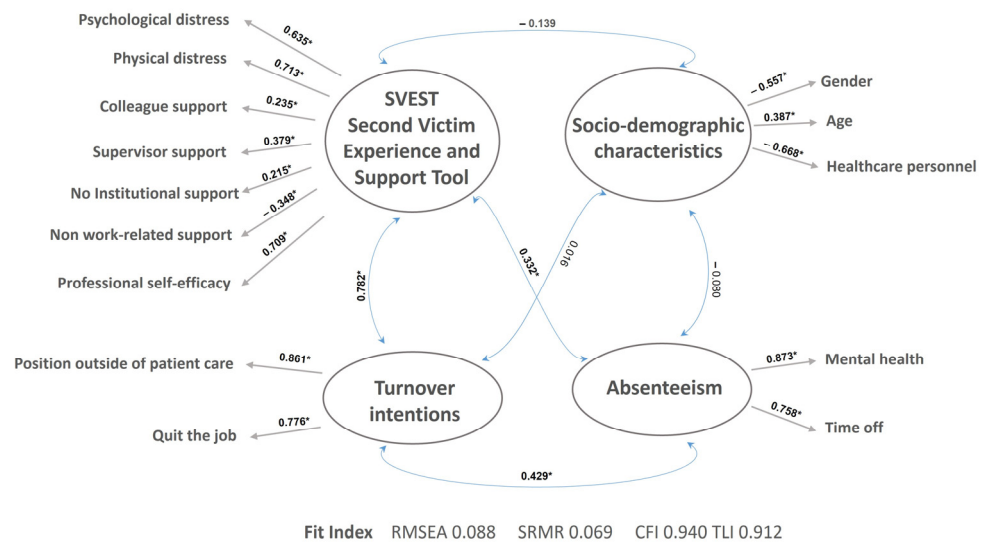 Psychological distress
0.635*
Physical distress
0.713*
Colleague support
0.235*
Supervisor support
0.379*
No Institutional support
0.215*
Non work-related support
– 0.348*
Professional self-efficacy
0.709*
SVEST
Second Victim
Experience and
Support Tool
– 0.139
Socio-demographic
characteristics
– 0.557*
Gender
0.387*
Age
– 0.668*
Healthcare personnel
0.782*
0.332*
0.016
– 0.080
Position outside of patient care
0.861*
Quit the job
0.776*
Turnover
intentions
Absenteeism
0.873*
Mental health
0.758*
Time off
0.429*
Fit Index RMSEA 0.088 SRMR 0.069 CFI 0.940 TLI 0.912